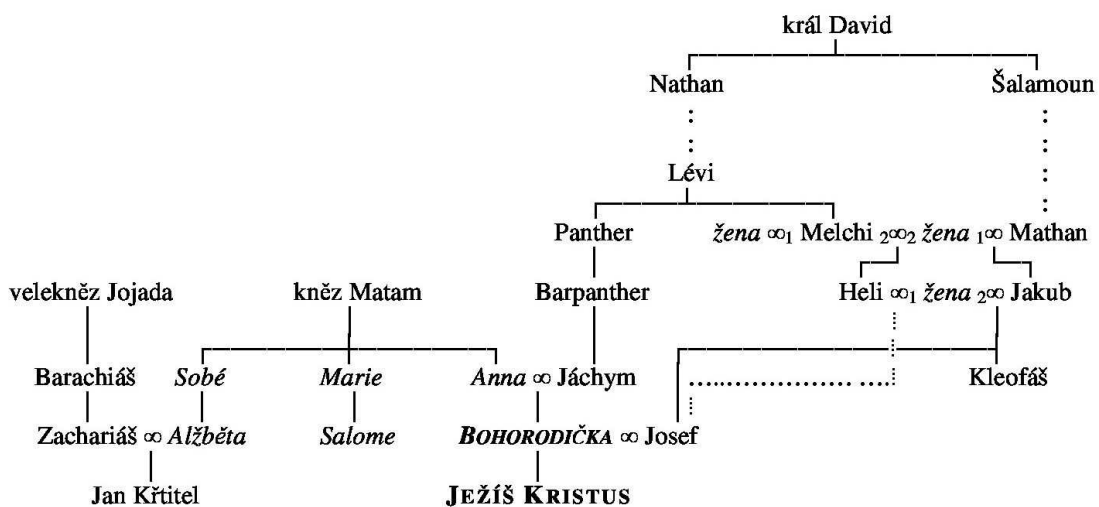 král David
Nathan Šalamoun
Lévi
Panther žena ∞₁ Melchi ₂∞₂ žena ₁∞ Mathan
velekněz Jojada kněz Matam Barpanther Heli ∞₁ žena ₂∞ Jakub
Barachiáš Sobé Marie Anna ∞ Jáchym Kleofáš
Zachariáš ∞ Alžběta Salome BOHORODIČKA ∞ Josef
Jan Křtitel JEŽÍŠ KRISTUS